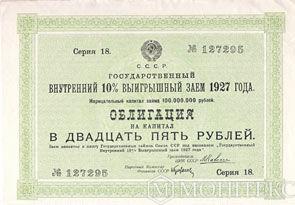 Серия 18. № 127295
С. С. С. Р.
ГОСУДАРСТВЕННЫЙ
ВНУТРЕННИЙ 10% ВЫИГРЫШНЫЙ ЗАЕМ 1927 ГОДА.
Нарицательный капитал займа 100.000.000 рублей.
ОБЛИГАЦИЯ
НА КАПИТАЛ
В ДВАДЦАТЬ ПЯТЬ РУБЛЕЙ.
№ 127295 Серия 18.